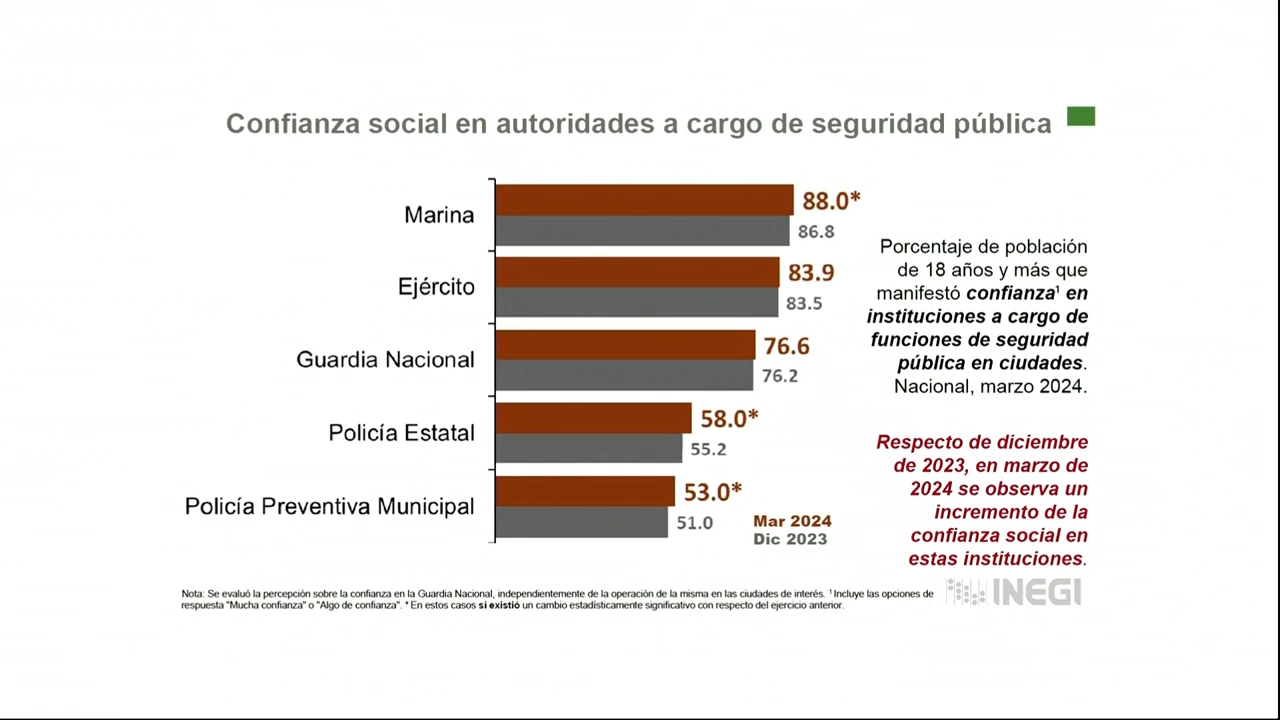 Confianza social en autoridades a cargo de seguridad pública
Marina
88.0*
86.8
Ejército
83.9
83.5
Guardia Nacional
76.6
76.2
Policía Estatal
58.0*
55.2
Policía Preventiva Municipal
53.0*
51.0
Mar 2024
Dic 2023
Porcentaje de población
de 18 años y más que
manifestó confianza¹ en
instituciones a cargo de
funciones de seguridad
pública en ciudades.
Nacional, marzo 2024.
Respecto de diciembre
de 2023, en marzo de
2024 se observa un
incremento de la
confianza social en
estas instituciones.
Nota: Se evaluó la percepción sobre la confianza en la Guardia Nacional, independientemente de la operación de la misma en las ciudades de interés. ¹ Incluye las opciones de
respuesta "Mucha confianza" o "Algo de confianza". * En estos casos sí existió un cambio estadísticamente significativo con respecto del ejercicio anterior.
INEGI